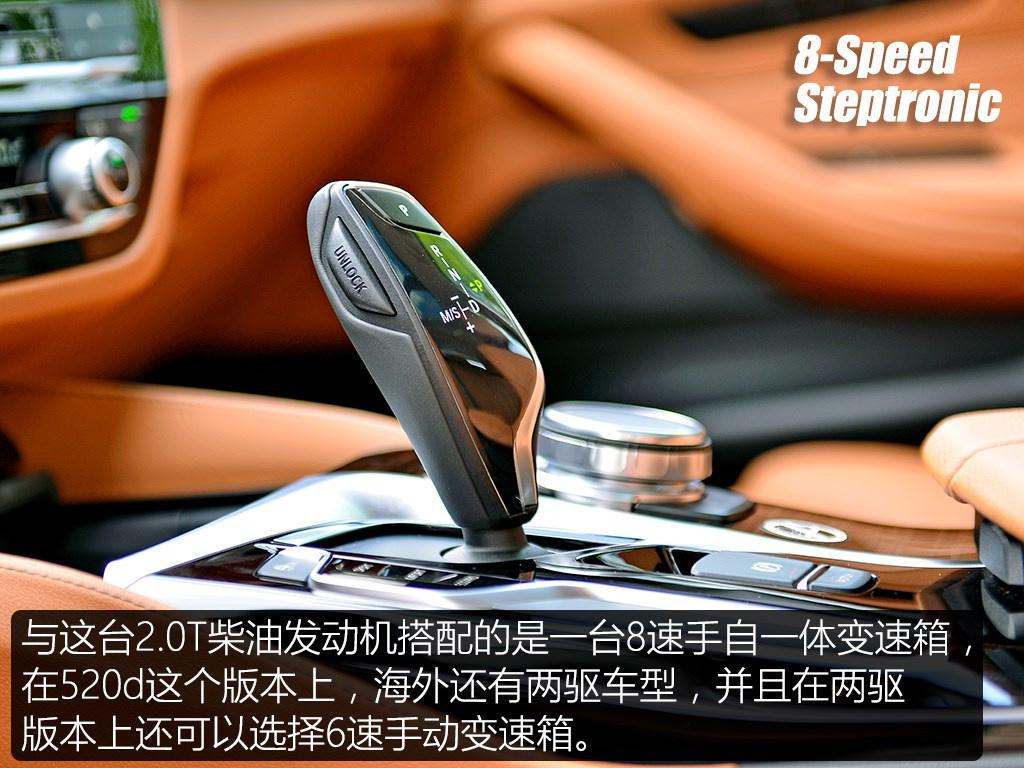 8-Speed
Steptronic
P
UNLOCK
R
N
D
M/S
+
与这台2.0T柴油发动机搭配的是一台8速手自一体变速箱，
在520d这个版本上，海外还有两驱车型，并且在两驱
版本上还可以选择6速手动变速箱。